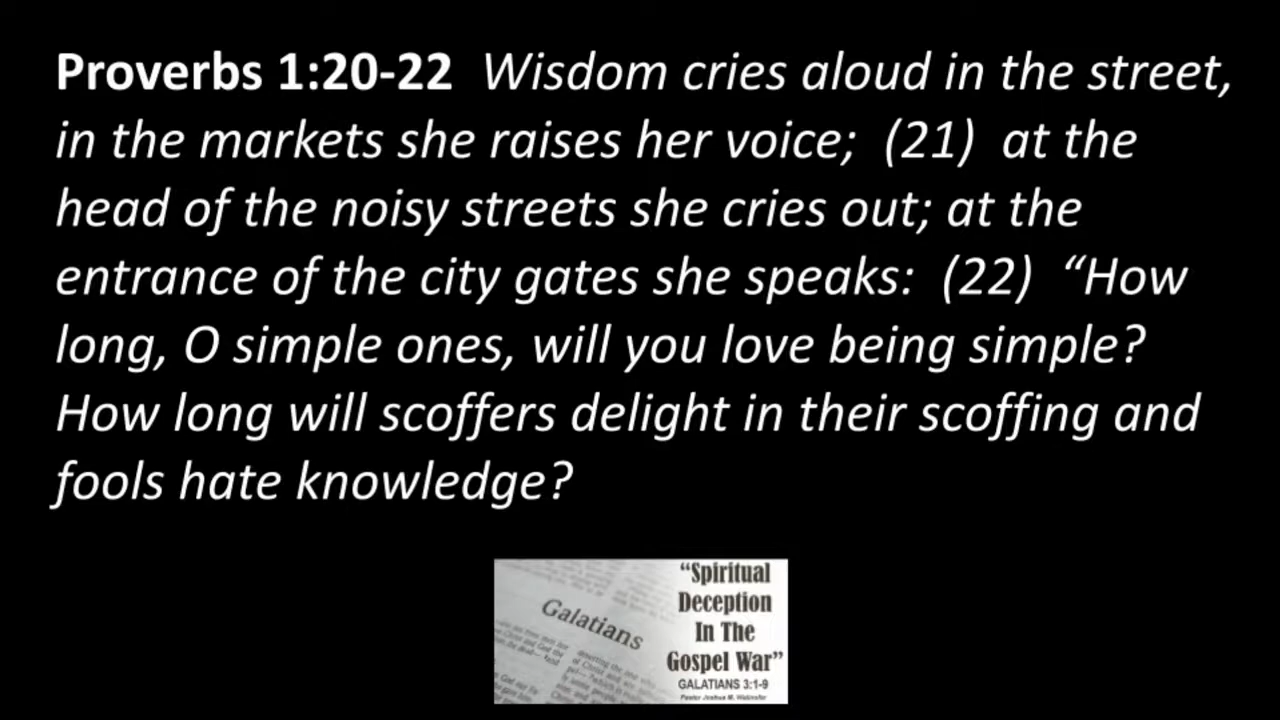 Proverbs 1:20-22 Wisdom cries aloud in the street,
in the markets she raises her voice; (21) at the
head of the noisy streets she cries out; at the
entrance of the city gates she speaks: (22) “How
long, O simple ones, will you love being simple?
How long will scoffers delight in their scoffing and
fools hate knowledge?
Galatians
“Spiritual
Deception
In The
Gospel War”
GALATIANS 3:1-9
Pastor Joshua M.